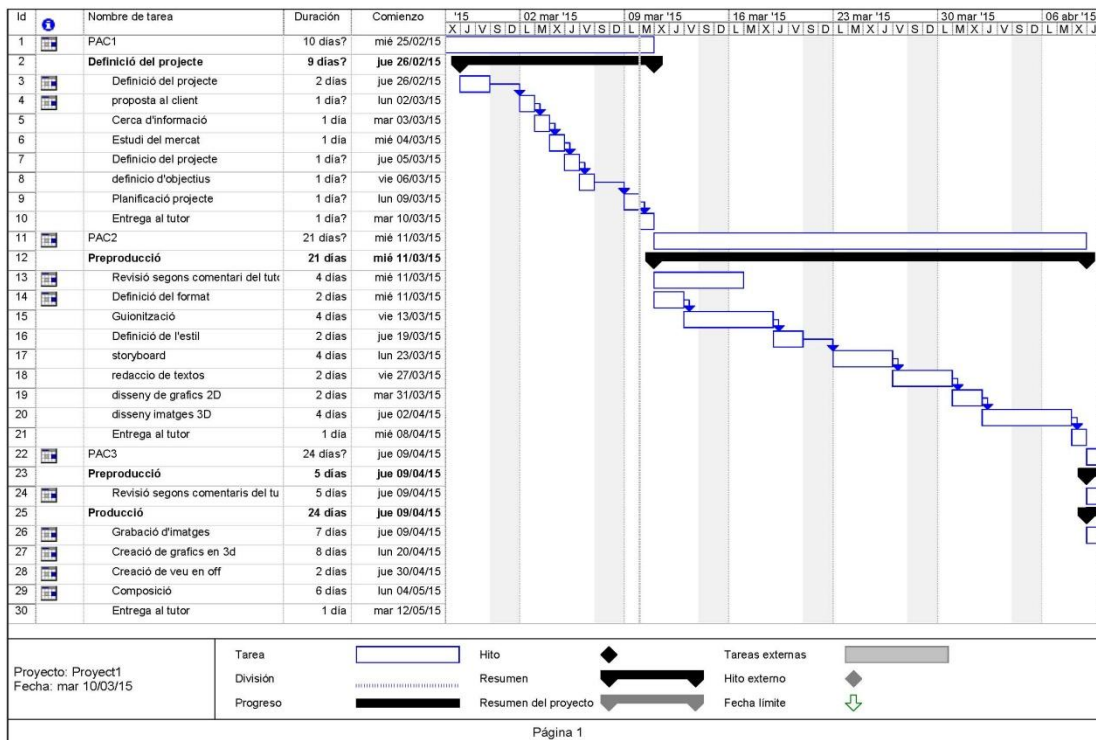 Id Nombre de tarea Duración Comienzo '15 02 mar '15 09 mar '15 16 mar '15 23 mar '15 30 mar '15 06 abr '15
X J V S D L M X J V S D L M X J V S D L M X J V S D L M X J V S D L M X J V S D L M X J
1 PAC1 10 días? mié 25/02/15
2 Definició del projecte 9 días? jue 26/02/15
3 Definició del projecte 2 días jue 26/02/15
4 proposta al client 1 día? lun 02/03/15
5 Cerca d'informació 1 día mar 03/03/15
6 Estudi del mercat 1 día mié 04/03/15
7 Definicio del projecte 1 día? jue 05/03/15
8 definicio d'objectius 1 día? vie 06/03/15
9 Planificació projecte 1 día? lun 09/03/15
10 Entrega al tutor 1 día? mar 10/03/15
11 PAC2 21 días? mié 11/03/15
12 Preproducció 21 días mié 11/03/15
13 Revisió segons comentari del tuto 4 días mié 11/03/15
14 Definició del format 2 días mié 11/03/15
15 Guionització 4 días vie 13/03/15
16 Definició de l'estil 2 días jue 19/03/15
17 storyboard 4 días lun 23/03/15
18 redaccio de textos 2 días vie 27/03/15
19 disseny de grafics 2D 2 días mar 31/03/15
20 disseny imatges 3D 4 días jue 02/04/15
21 Entrega al tutor 1 día mié 08/04/15
22 PAC3 24 días? jue 09/04/15
23 Preproducció 5 días jue 09/04/15
24 Revisió segons comentaris del tu 5 días jue 09/04/15
25 Producció 24 días jue 09/04/15
26 Grabació d'imatges 7 días jue 09/04/15
27 Creació de grafics en 3d 8 días lun 20/04/15
28 Creació de veu en off 2 días jue 30/04/15
29 Composició 6 días lun 04/05/15
30 Entrega al tutor 1 día mar 12/05/15
Proyecto: Proyect1
Fecha: mar 10/03/15
Tarea Hito Tareas externas
División Resumen Hito externo
Progreso Resumen del proyecto Fecha límite
Página 1